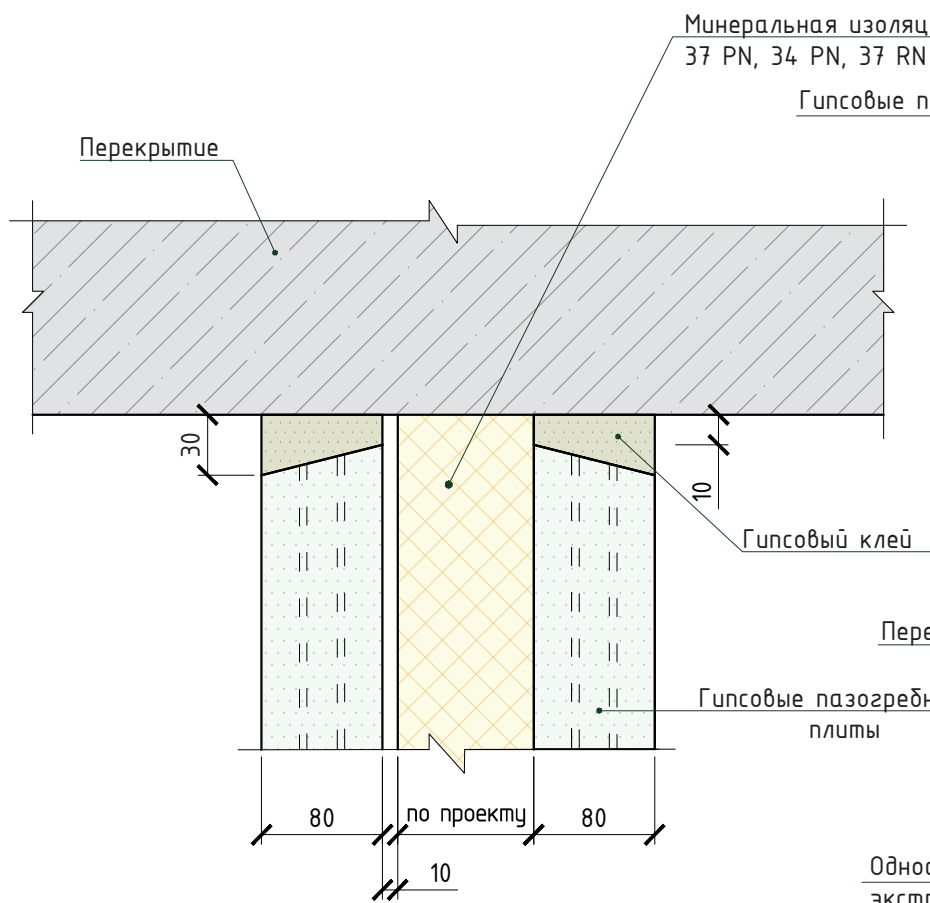 Минеральная изоляц
37 PN, 34 PN, 37 RN
Гипсовые п
Перекрытие
30
10
Гипсовый клей
Пере
Гипсовые пазогребн
плиты
80
по проекту
80
10
Однос
экстр